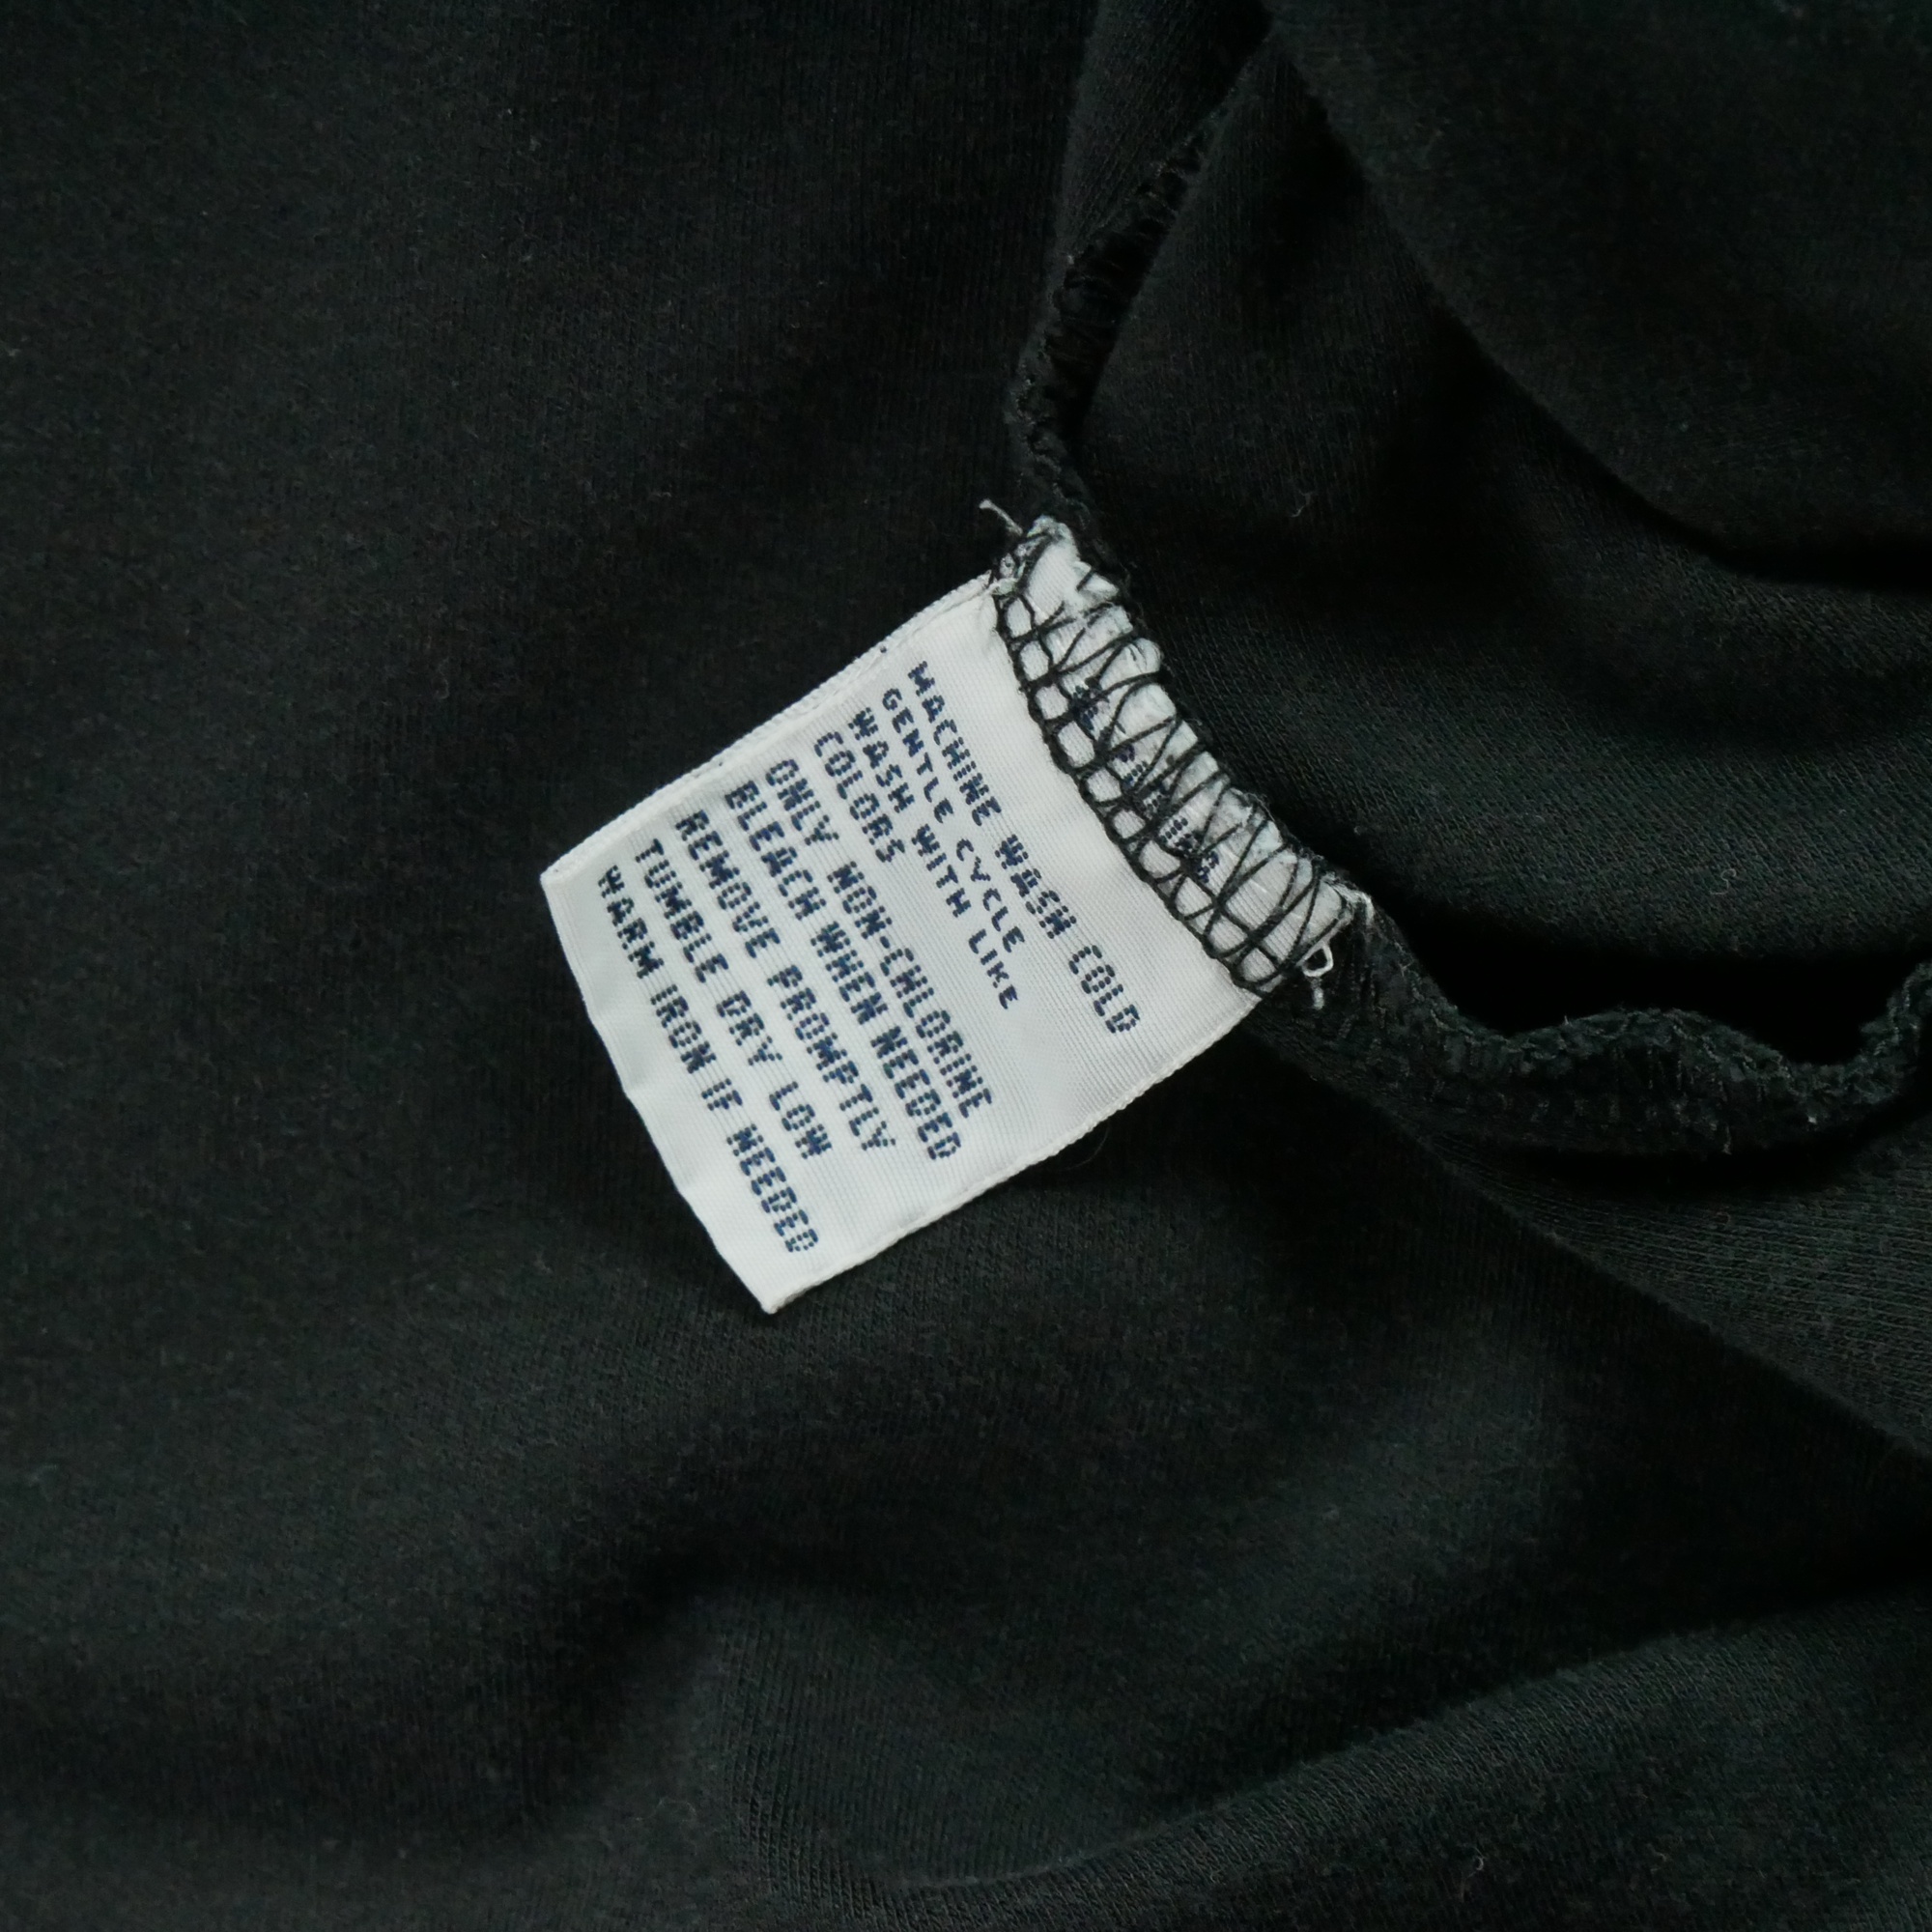 MACHINE WASH COLD
GENTLE CYCLE
WASH WITH LIKE
COLORS
ONLY NON-CHLORINE
BLEACH WHEN NEEDED
REMOVE PROMPTLY
TUMBLE DRY LOW
WARM IRON IF NEEDED